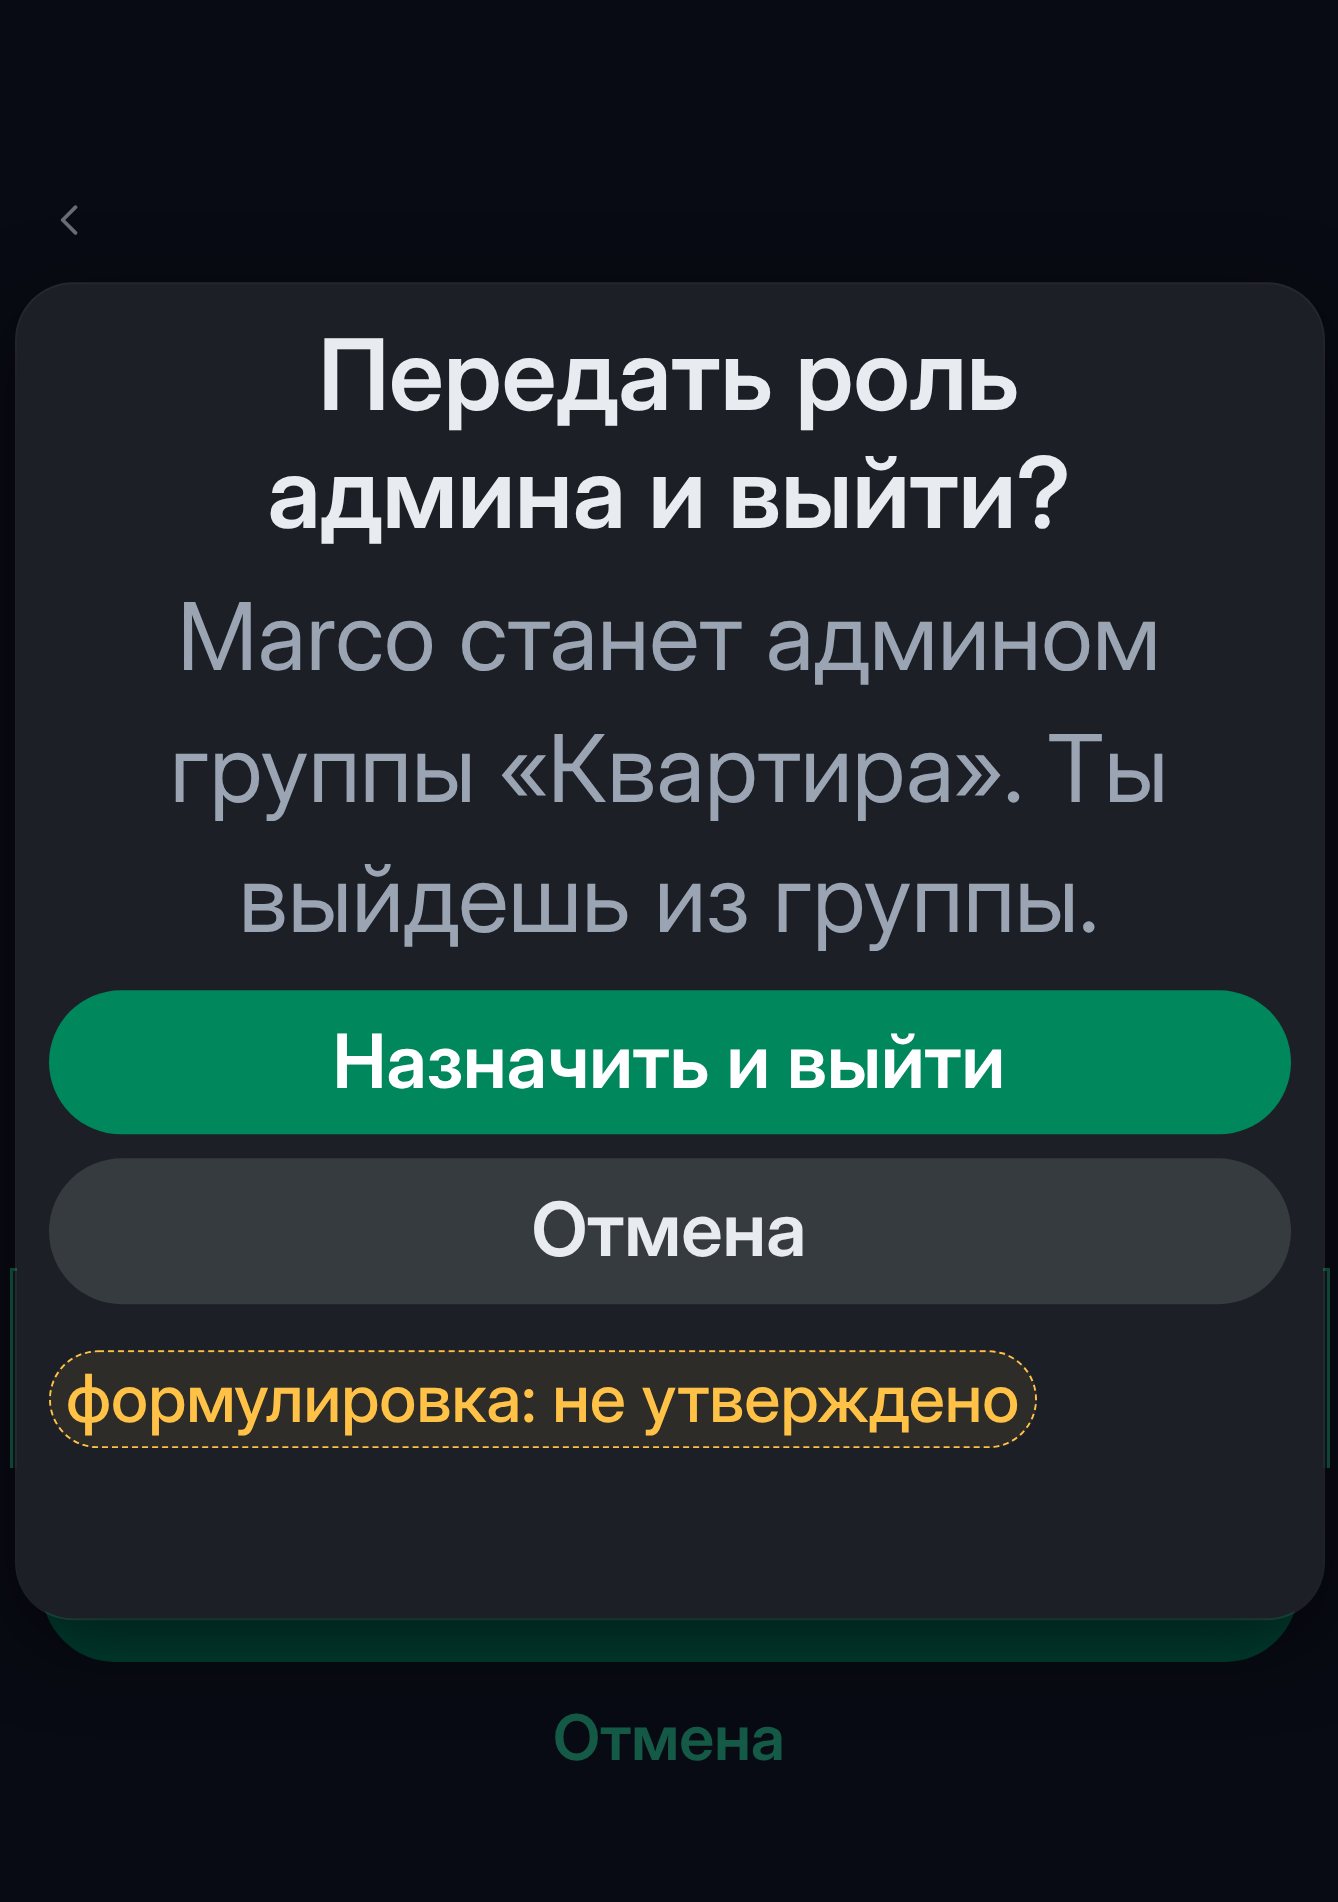 Передать роль
админа и выйти?
Marco станет админом
группы «Квартира». Ты
выйдешь из группы.
Назначить и выйти
Отмена
формулировка: не утверждено
Отмена